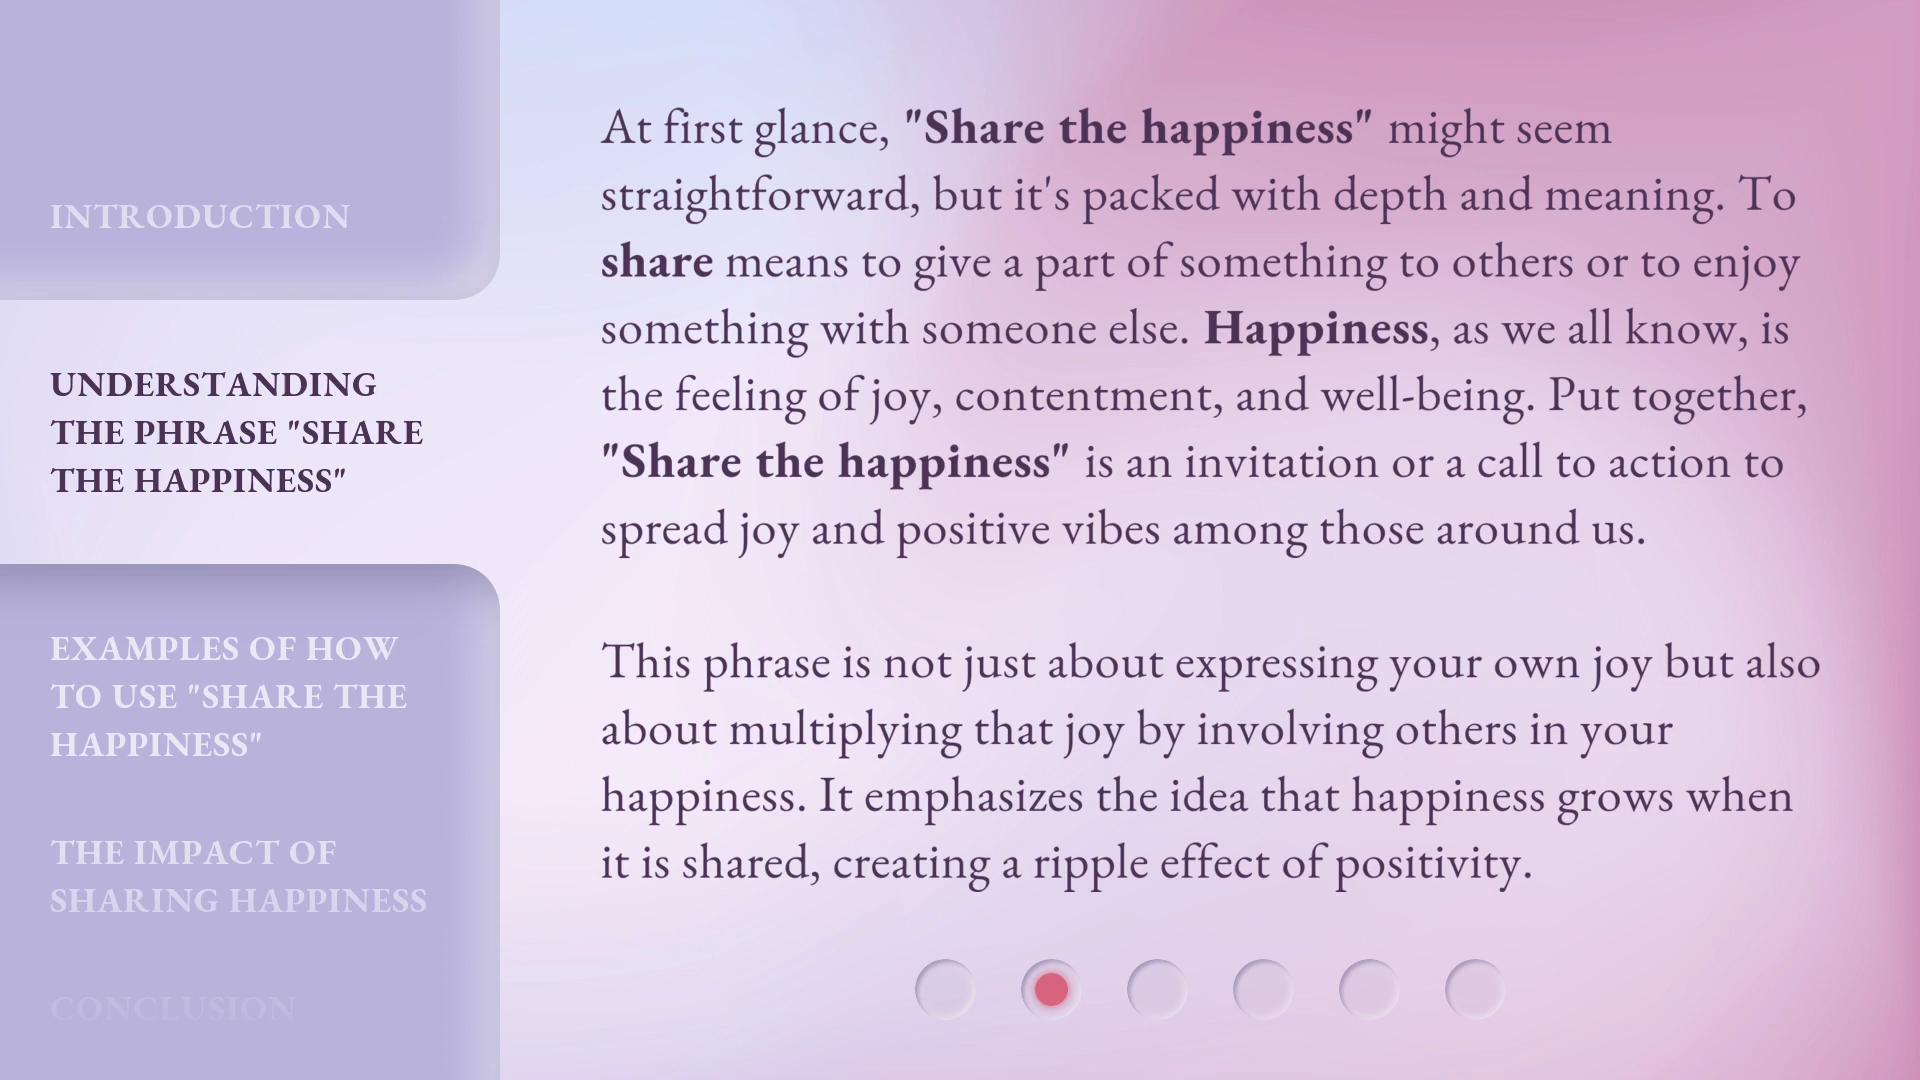 INTRODUCTION
UNDERSTANDING
THE PHRASE "SHARE
THE HAPPINESS"
EXAMPLES OF HOW
TO USE "SHARE THE
HAPPINESS"
THE IMPACT OF
SHARING HAPPINESS
CONCLUSION
At first glance, "Share the happiness" might seem
straightforward, but it's packed with depth and meaning. To
share means to give a part of something to others or to enjoy
something with someone else. Happiness, as we all know, is
the feeling of joy, contentment, and well-being. Put together,
"Share the happiness" is an invitation or a call to action to
spread joy and positive vibes among those around us.
This phrase is not just about expressing your own joy but also
about multiplying that joy by involving others in your
happiness. It emphasizes the idea that happiness grows when
it is shared, creating a ripple effect of positivity.